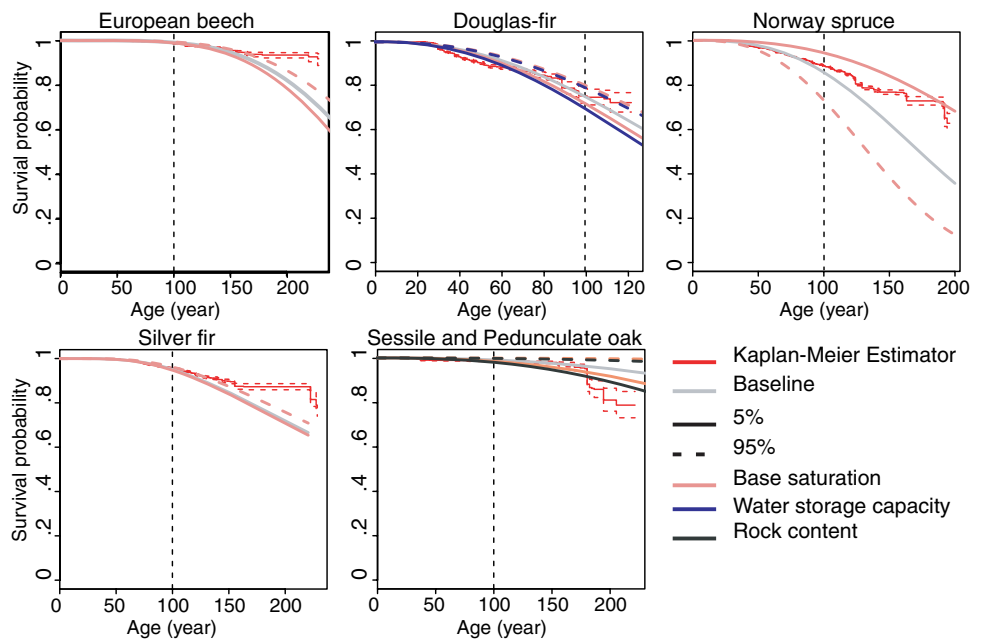 European beech
Douglas-fir
Norway spruce
Survial probability
0 .2 .4 .6 .8 1
0 50 100 150 200
Age (year)
0 .2 .4 .6 .8 1
0 20 40 60 80 100 120
Age (year)
0 .2 .4 .6 .8 1
0 50 100 150 200
Age (year)
Silver fir
Sessile and Pedunculate oak
Survival probability
0 .2 .4 .6 .8 1
0 50 100 150 200
Age (year)
0 .2 .4 .6 .8 1
0 50 100 150 200
Age (year)
Kaplan-Meier Estimator
Baseline
5%
95%
Base saturation
Water storage capacity
Rock content